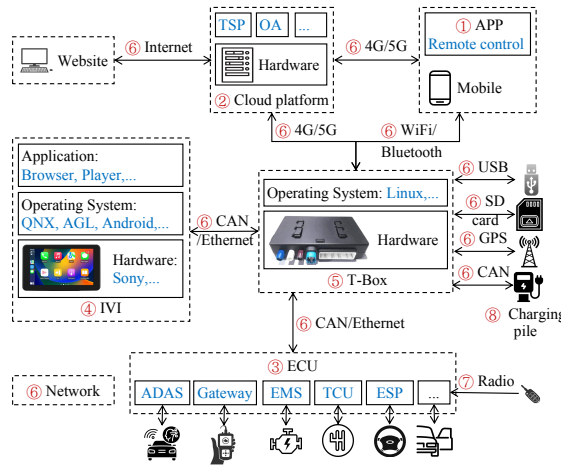 TSP OA ...
① APP
Remote control
Website
⑥ Internet
Hardware
⑥ 4G/5G
Mobile
② Cloud platform
⑥ 4G/5G
⑥ WiFi/
Bluetooth
Application:
Browser, Player,...
Operating System:
QNX, AGL, Android,...
Hardware:
Sony,...
④ IVI
⑥ CAN
/Ethernet
Operating System: Linux,...
Hardware
⑤ T-Box
⑥ USB
⑥ SD
card
⑥ GPS
⑥ CAN
⑧ Charging
pile
⑥ CAN/Ethernet
③ ECU
⑥ Network
ADAS Gateway EMS TCU ESP ...
⑦ Radio